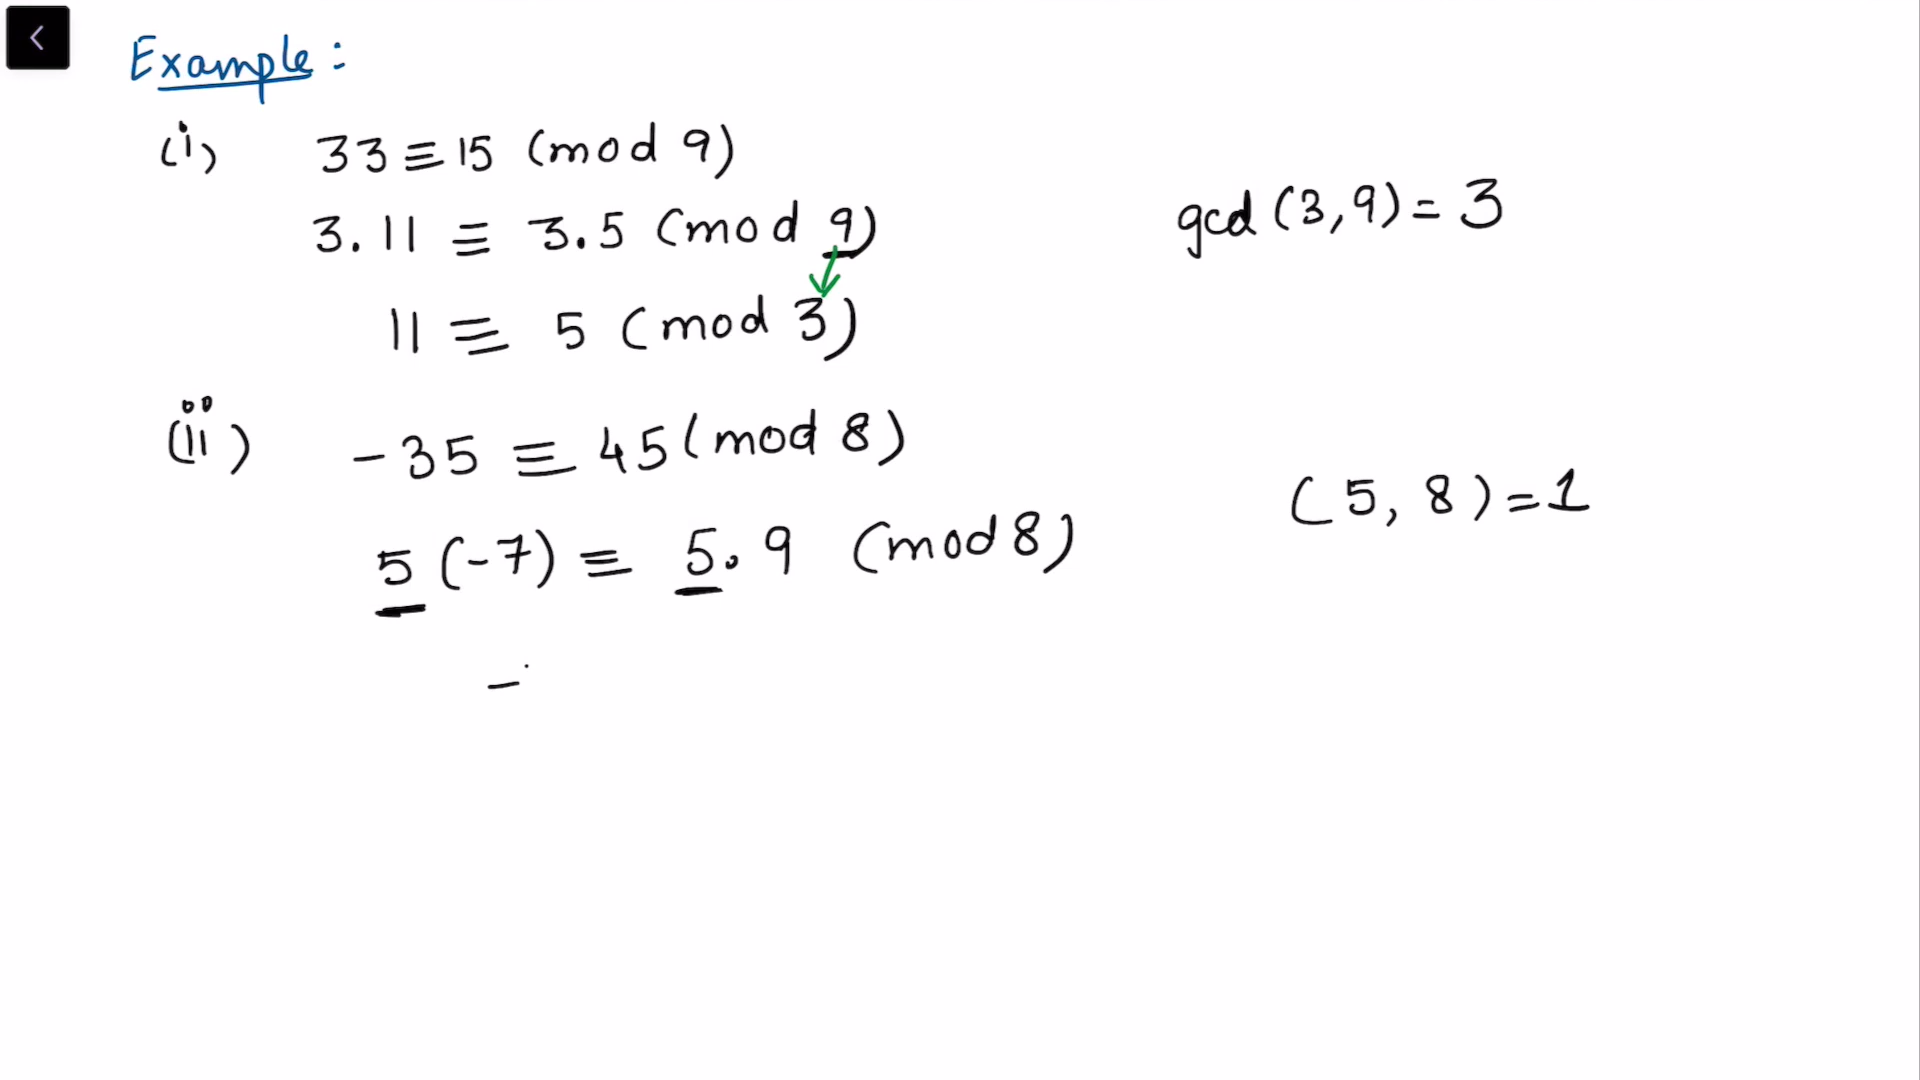 Example:
(i) 33 ≡ 15 (mod 9)
3.11 ≡ 3.5 (mod 9) gcd (3,9) = 3
11 ≡ 5 (mod 3)
(ii) -35 ≡ 45 (mod 8)
5 (-7) ≡ 5.9 (mod 8) (5, 8) = 1
-